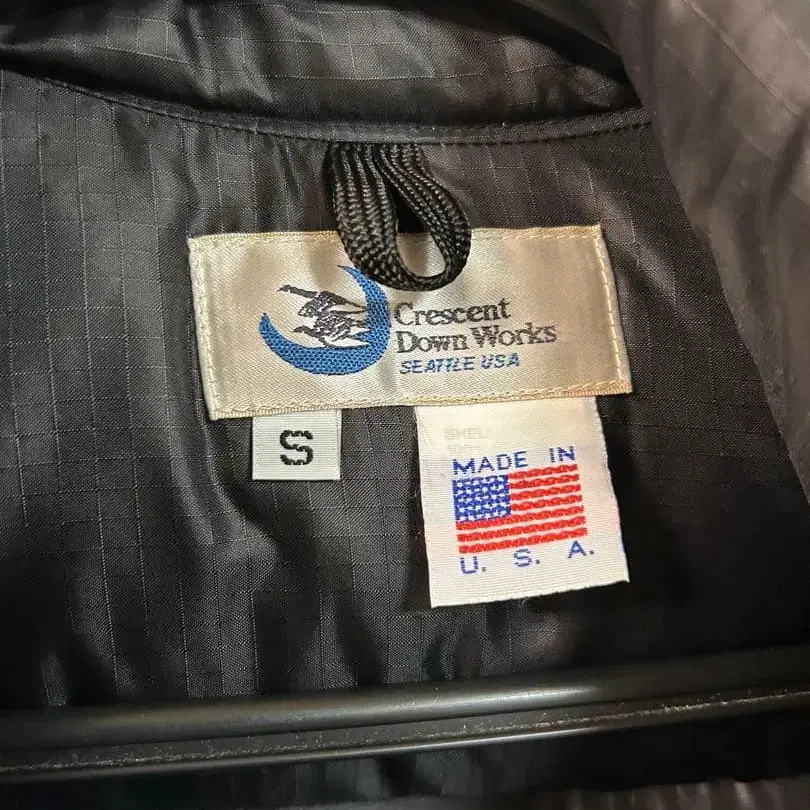 Crescent
Down Works
SEATTLE USA
S
MADE IN
U. S. A.